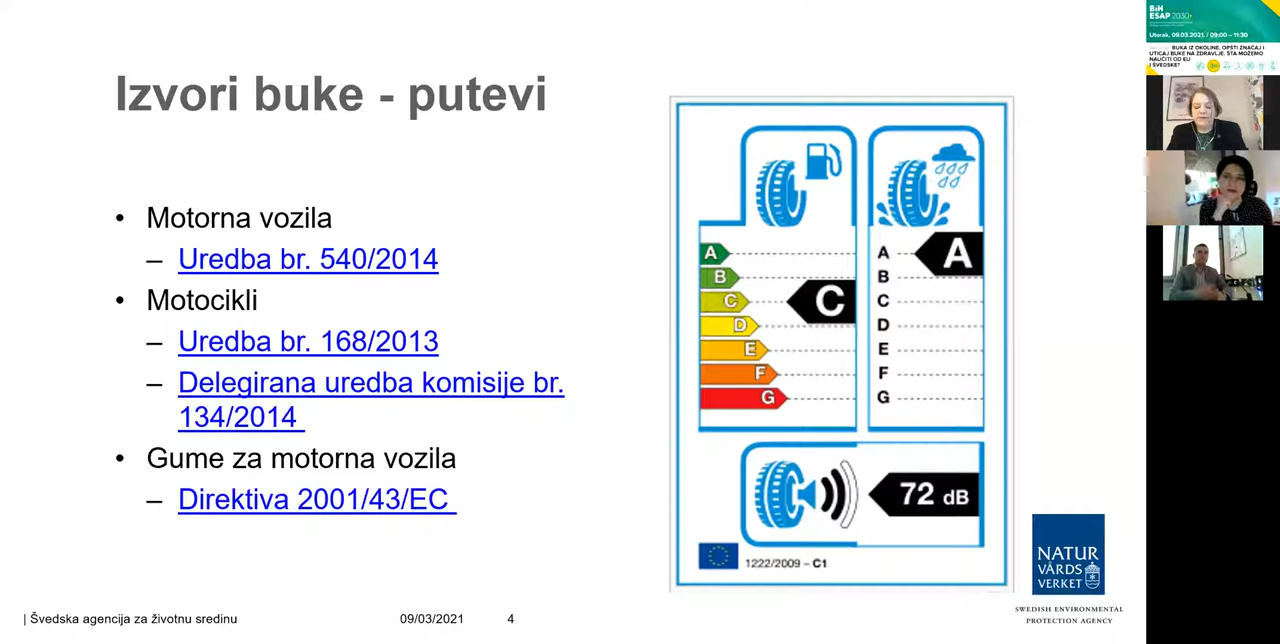 Izvori buke - putevi
• Motorna vozila
– Uredba br. 540/2014
• Motocikli
– Uredba br. 168/2013
– Delegirana uredba komisije br.
134/2014
• Gume za motorna vozila
– Direktiva 2001/43/EC
A
B
C
D
E
F
G
C
A
B
C
D
E
F
G
A
72 dB
1222/2009 – C1
NATUR
VÅRDS
VERKET
SWEDISH ENVIRONMENTAL
PROTECTION AGENCY
| Švedska agencija za životnu sredinu
09/03/2021
4
BiH
ESAP 2030+
Utorak, 09.03.2021. / 09:00 – 11:30
BUKA IZ OKOLINE, OPŠTI ZNAČAJ I
UTICAJ BUKE NA ZDRAVLJE. ŠTA MOŽEMO
NAUČITI OD EU
I ŠVEDSKE?